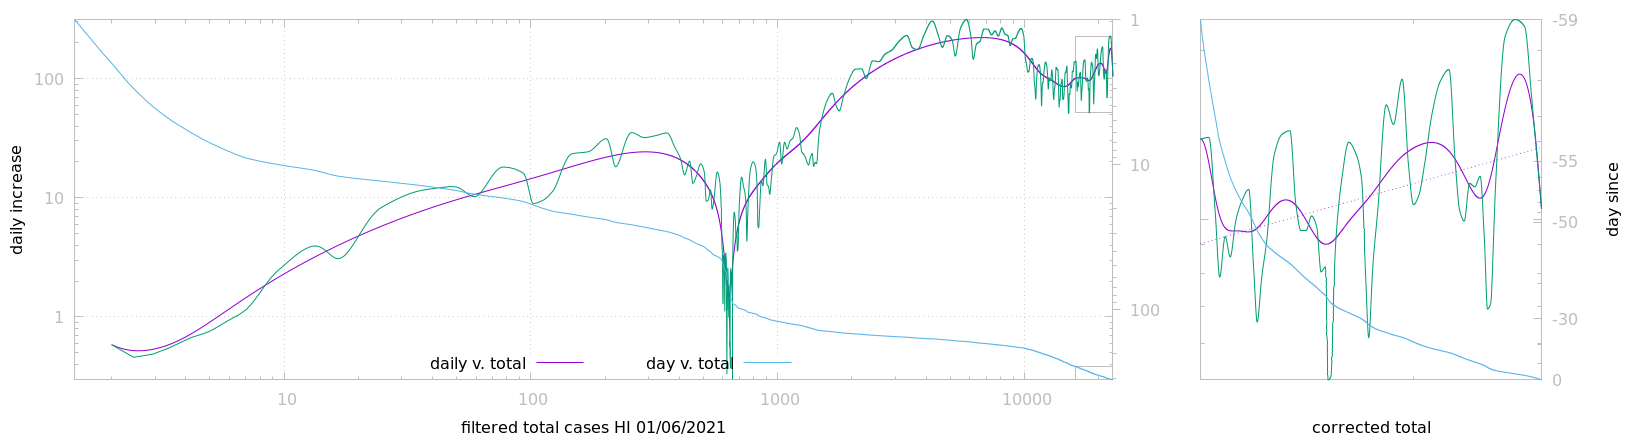 daily increase
100
10
1
daily v. total
day v. total
10
100
1000
10000
filtered total cases HI 01/06/2021
1
10
100
-59
-55
-50
-30
0
day since
corrected total